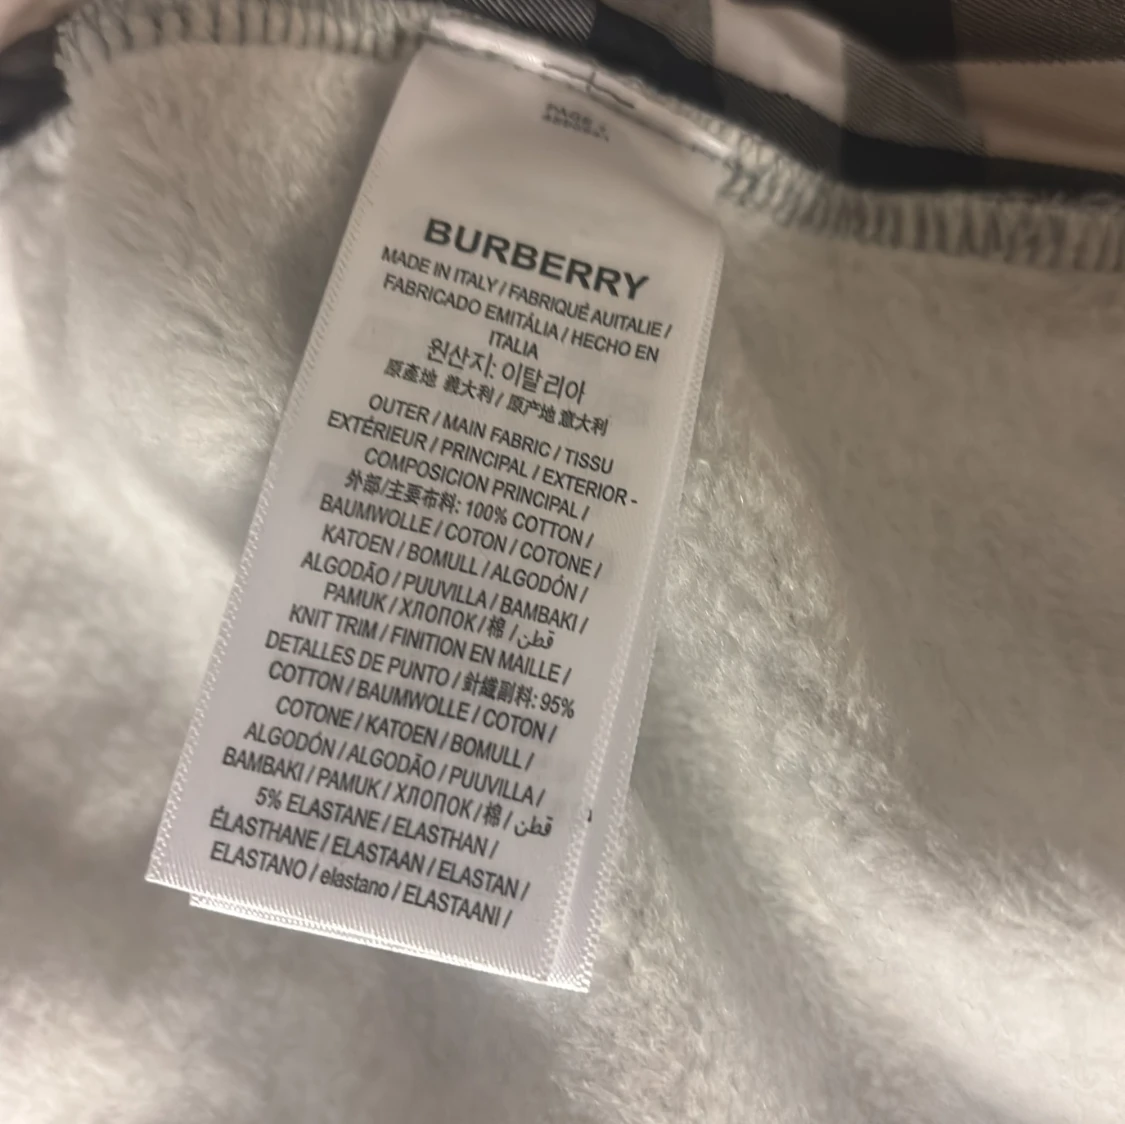 PAGE 1
BURBERRY
MADE IN ITALY / FABRIQUÉ AUITALIE /
FABRICADO EMITÁLIA / HECHO EN
ITALIA
원산지: 이탈리아
原產地 義大利 / 原产地 意大利
OUTER / MAIN FABRIC / TISSU
EXTÉRIEUR / PRINCIPAL / EXTERIOR -
COMPOSICION PRINCIPAL /
外部/主要布料: 100% COTTON /
BAUMWOLLE / COTON / COTONE /
KATOEN / BOMULL / ALGODÓN /
ALGODÃO / PUUVILLA / BAMBAKI /
PAMUK / ХЛОПОК / 棉 / قطن
KNIT TRIM / FINITION EN MAILLE /
DETALLES DE PUNTO / 針織副料: 95%
COTTON / BAUMWOLLE / COTON /
COTONE / KATOEN / BOMULL /
ALGODÓN / ALGODÃO / PUUVILLA /
BAMBAKI / PAMUK / ХЛОПОК / 棉 / قطن
5% ELASTANE / ELASTHAN /
ÉLASTHANE / ELASTAAN / ELASTAN /
ELASTANO / elastano / ELASTAANI /